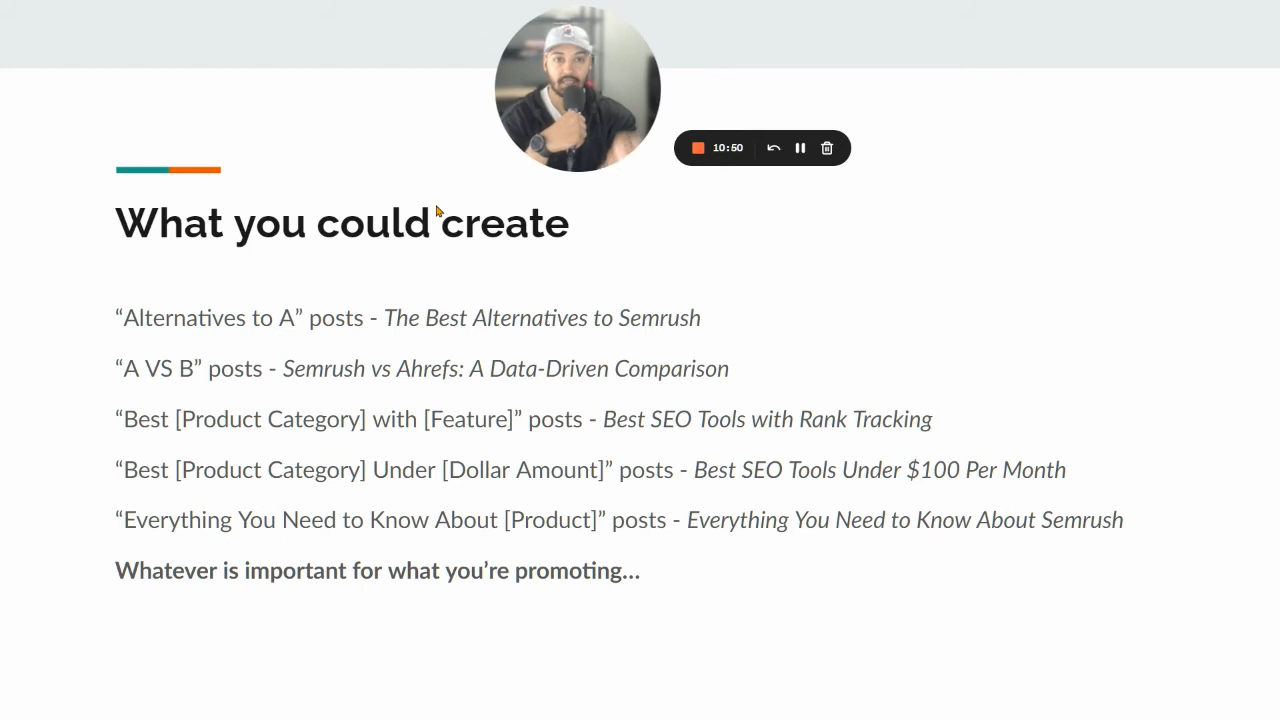 10:50
What you could create
“Alternatives to A” posts - The Best Alternatives to Semrush
“A VS B” posts - Semrush vs Ahrefs: A Data-Driven Comparison
“Best [Product Category] with [Feature]” posts - Best SEO Tools with Rank Tracking
“Best [Product Category] Under [Dollar Amount]” posts - Best SEO Tools Under $100 Per Month
“Everything You Need to Know About [Product]” posts - Everything You Need to Know About Semrush
Whatever is important for what you’re promoting...